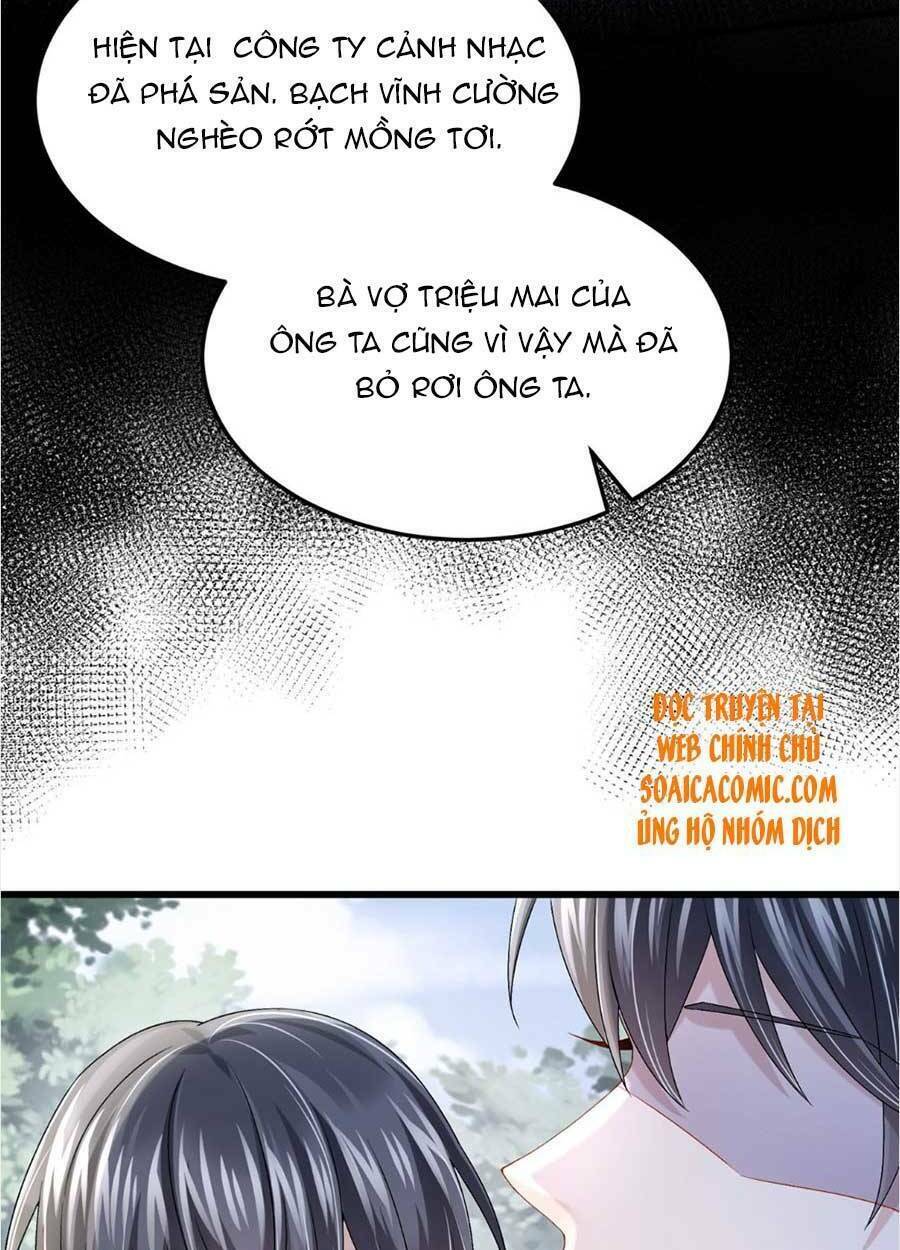 HIỆN TẠI CÔNG TY CẢNH NHẠC
ĐÃ PHÁ SẢN. BẠCH VĨNH CƯỜNG
NGHÈO RỚT MỒNG TƠI.
BÀ VỢ TRIỆU MAI CỦA
ÔNG TA CŨNG VÌ VẬY MÀ ĐÃ
BỎ RƠI ÔNG TA.
ĐỌC TRUYỆN TẠI
WEB CHÍNH CHỦ
SOAICACOMIC.COM
ỦNG HỘ NHÓM DỊCH